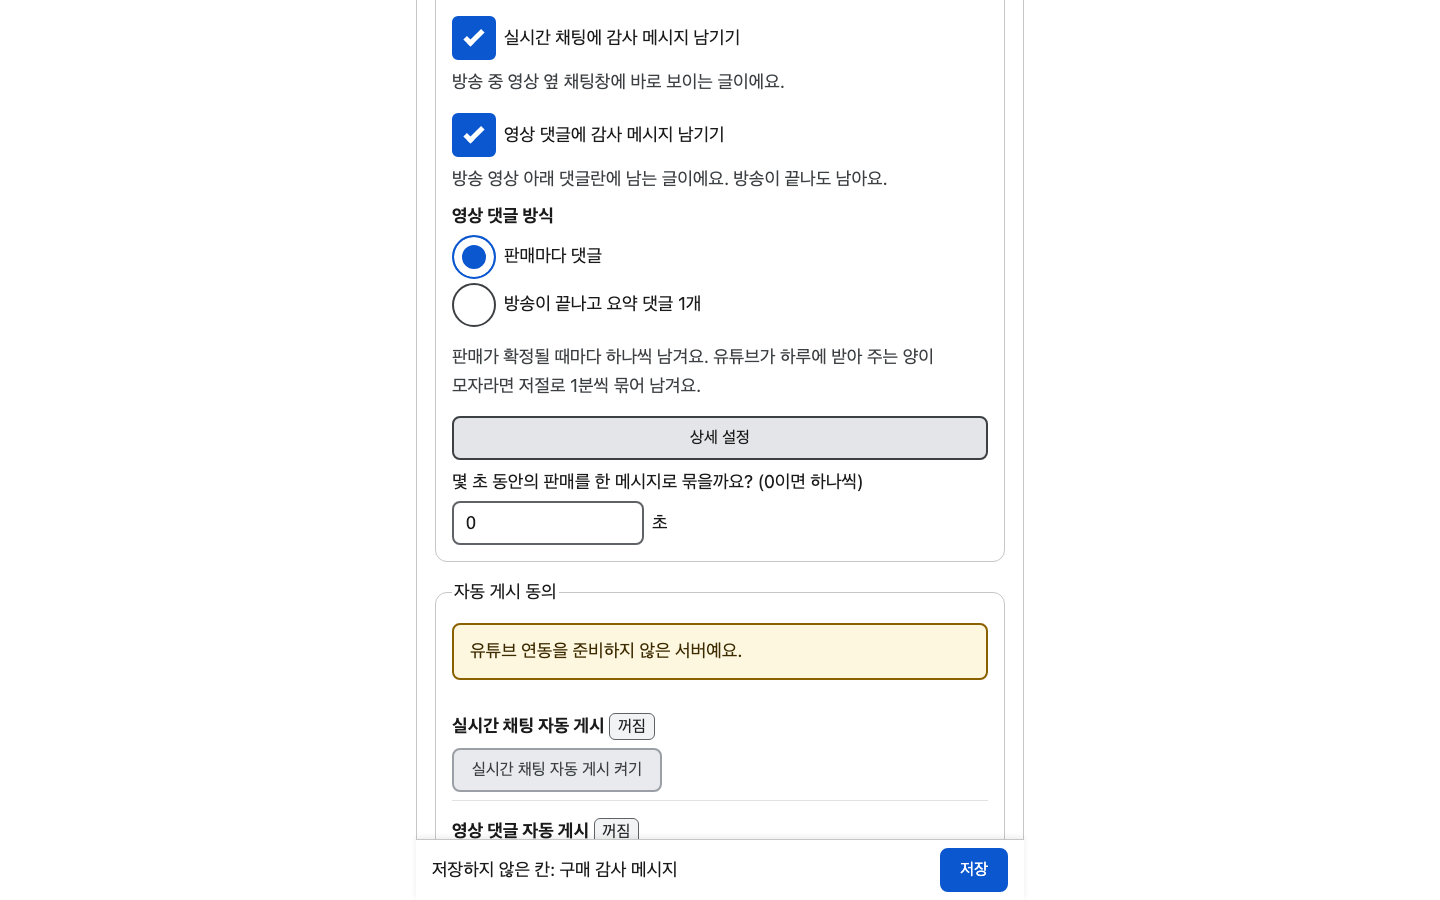 실시간 채팅에 감사 메시지 남기기
방송 중 영상 옆 채팅창에 바로 보이는 글이에요.
영상 댓글에 감사 메시지 남기기
방송 영상 아래 댓글란에 남는 글이에요. 방송이 끝나도 남아요.
영상 댓글 방식
판매마다 댓글
방송이 끝나고 요약 댓글 1개
판매가 확정될 때마다 하나씩 남겨요. 유튜브가 하루에 받아 주는 양이
모자라면 저절로 1분씩 묶어 남겨요.
상세 설정
몇 초 동안의 판매를 한 메시지로 묶을까요? (0이면 하나씩)
0 초
자동 게시 동의
유튜브 연동을 준비하지 않은 서버예요.
실시간 채팅 자동 게시 꺼짐
실시간 채팅 자동 게시 켜기
영상 댓글 자동 게시 꺼짐
저장하지 않은 칸: 구매 감사 메시지 저장